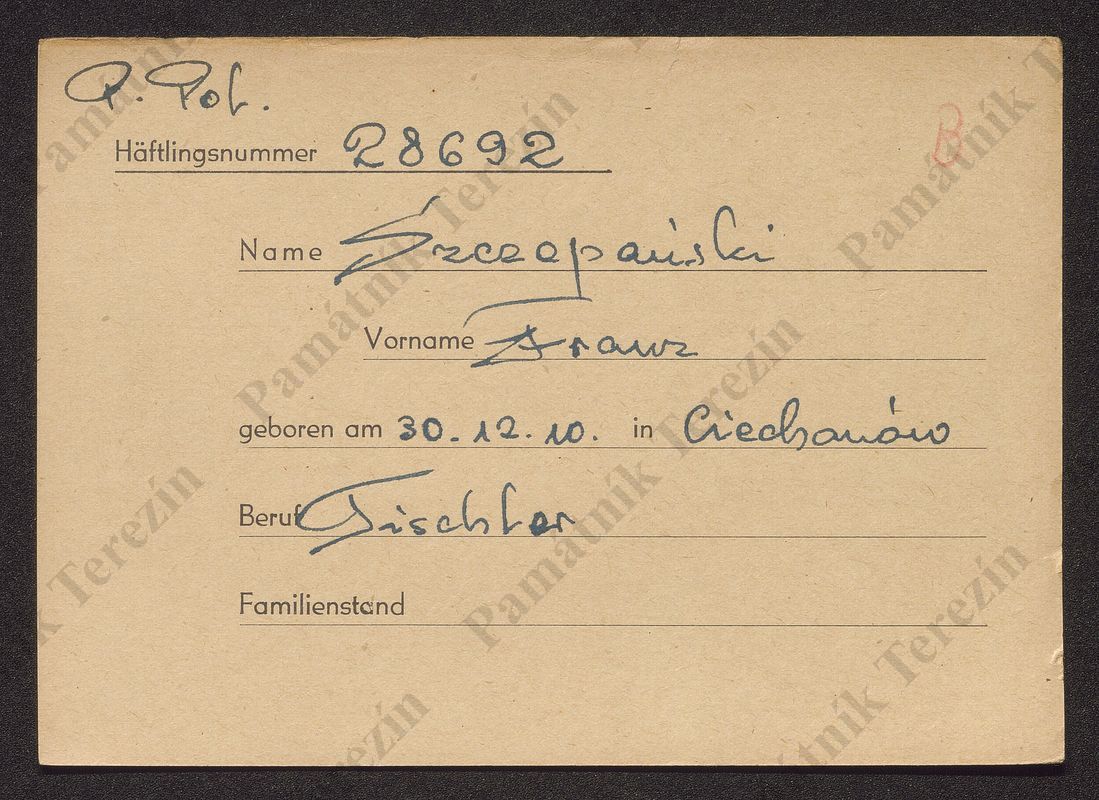 P. Pol.
B
Häftlingsnummer 28692
Name Szczepański
Vorname Franz
geboren am 30.12.10. in Ciechanów
Beruf Tischler
Familienstand
Památník Terezín